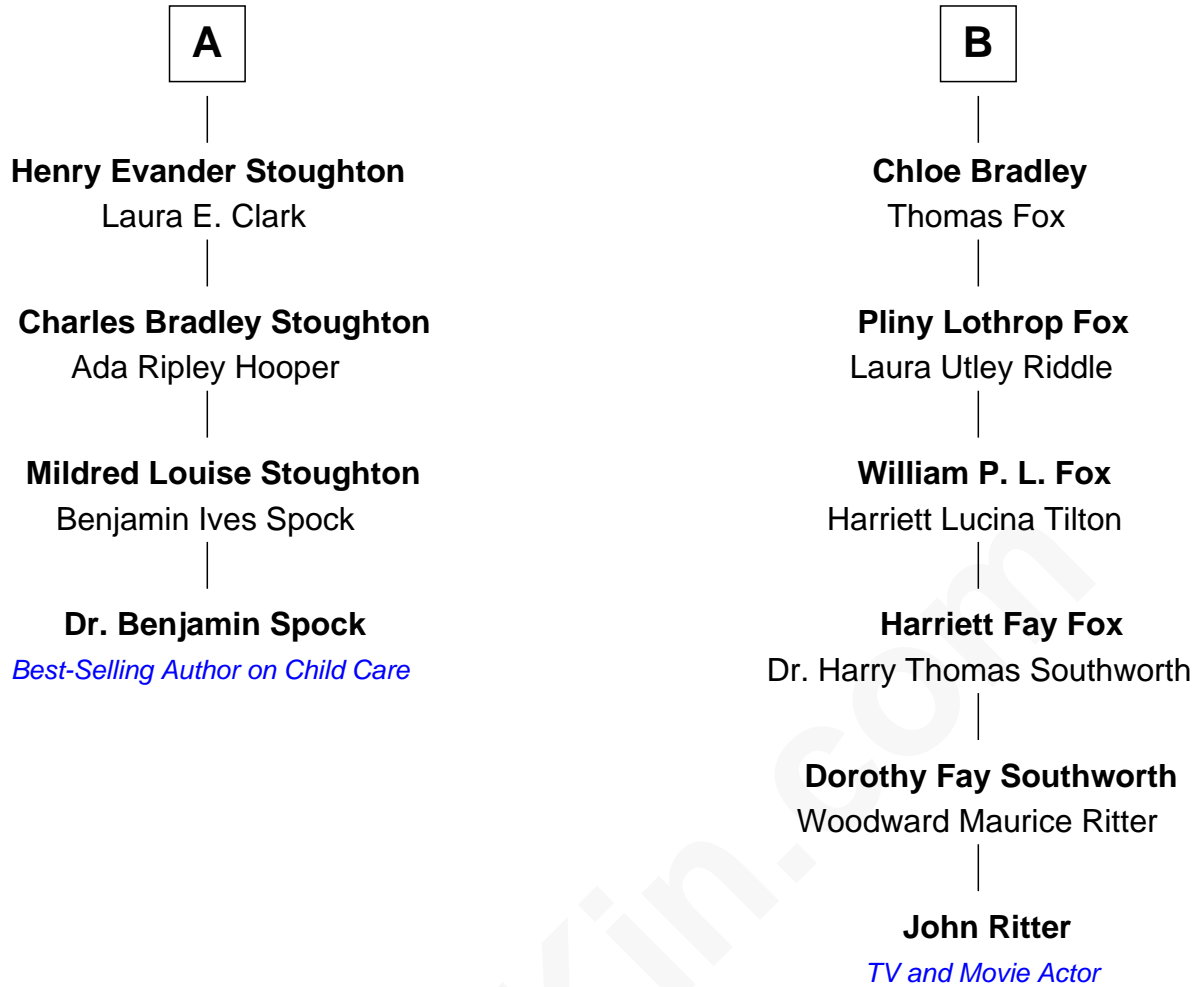 A
Henry Evander Stoughton
Laura E. Clark
Charles Bradley Stoughton
Ada Ripley Hooper
Mildred Louise Stoughton
Benjamin Ives Spock
Dr. Benjamin Spock
Best-Selling Author on Child Care
B
Chloe Bradley
Thomas Fox
Pliny Lothrop Fox
Laura Utley Riddle
William P. L. Fox
Harriett Lucina Tilton
Harriett Fay Fox
Dr. Harry Thomas Southworth
Dorothy Fay Southworth
Woodward Maurice Ritter
John Ritter
TV and Movie Actor
Kin.com